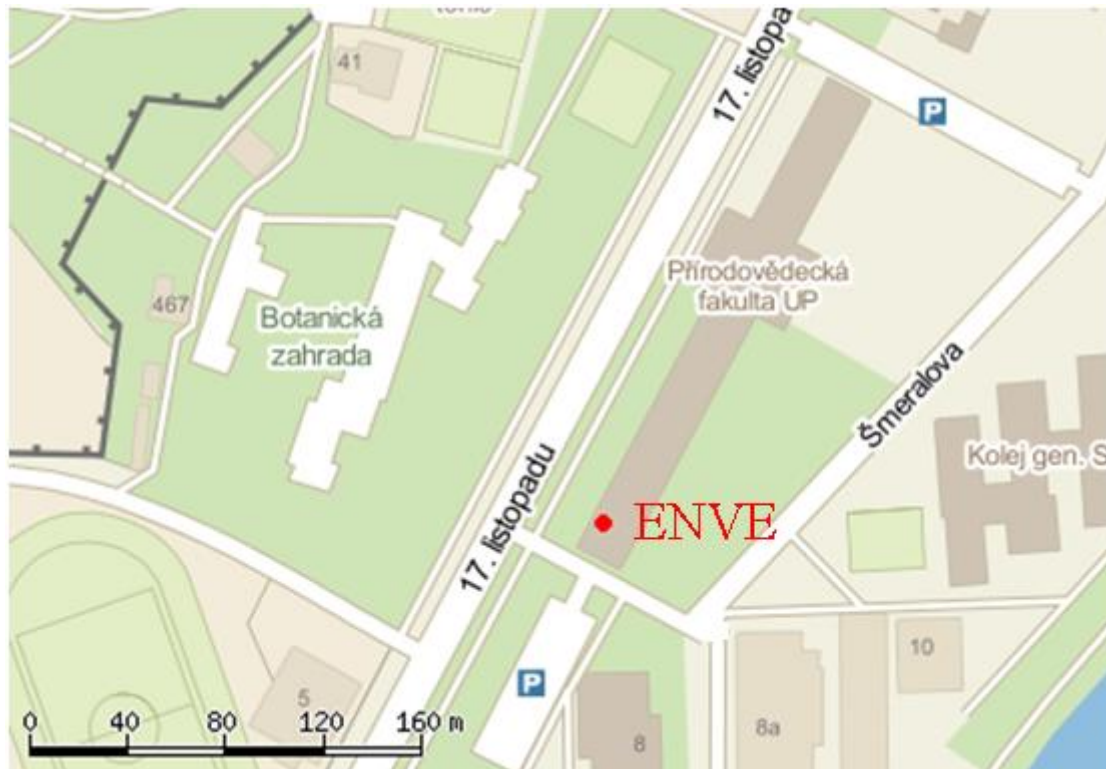 41
17. listopa
P
Přírodovědecká
fakulta UP
467
Botanická
zahrada
Šmeralova
Kolej gen. S
17. listopadu
ENVE
P
10
5
8
8a
0 40 80 120 160 m